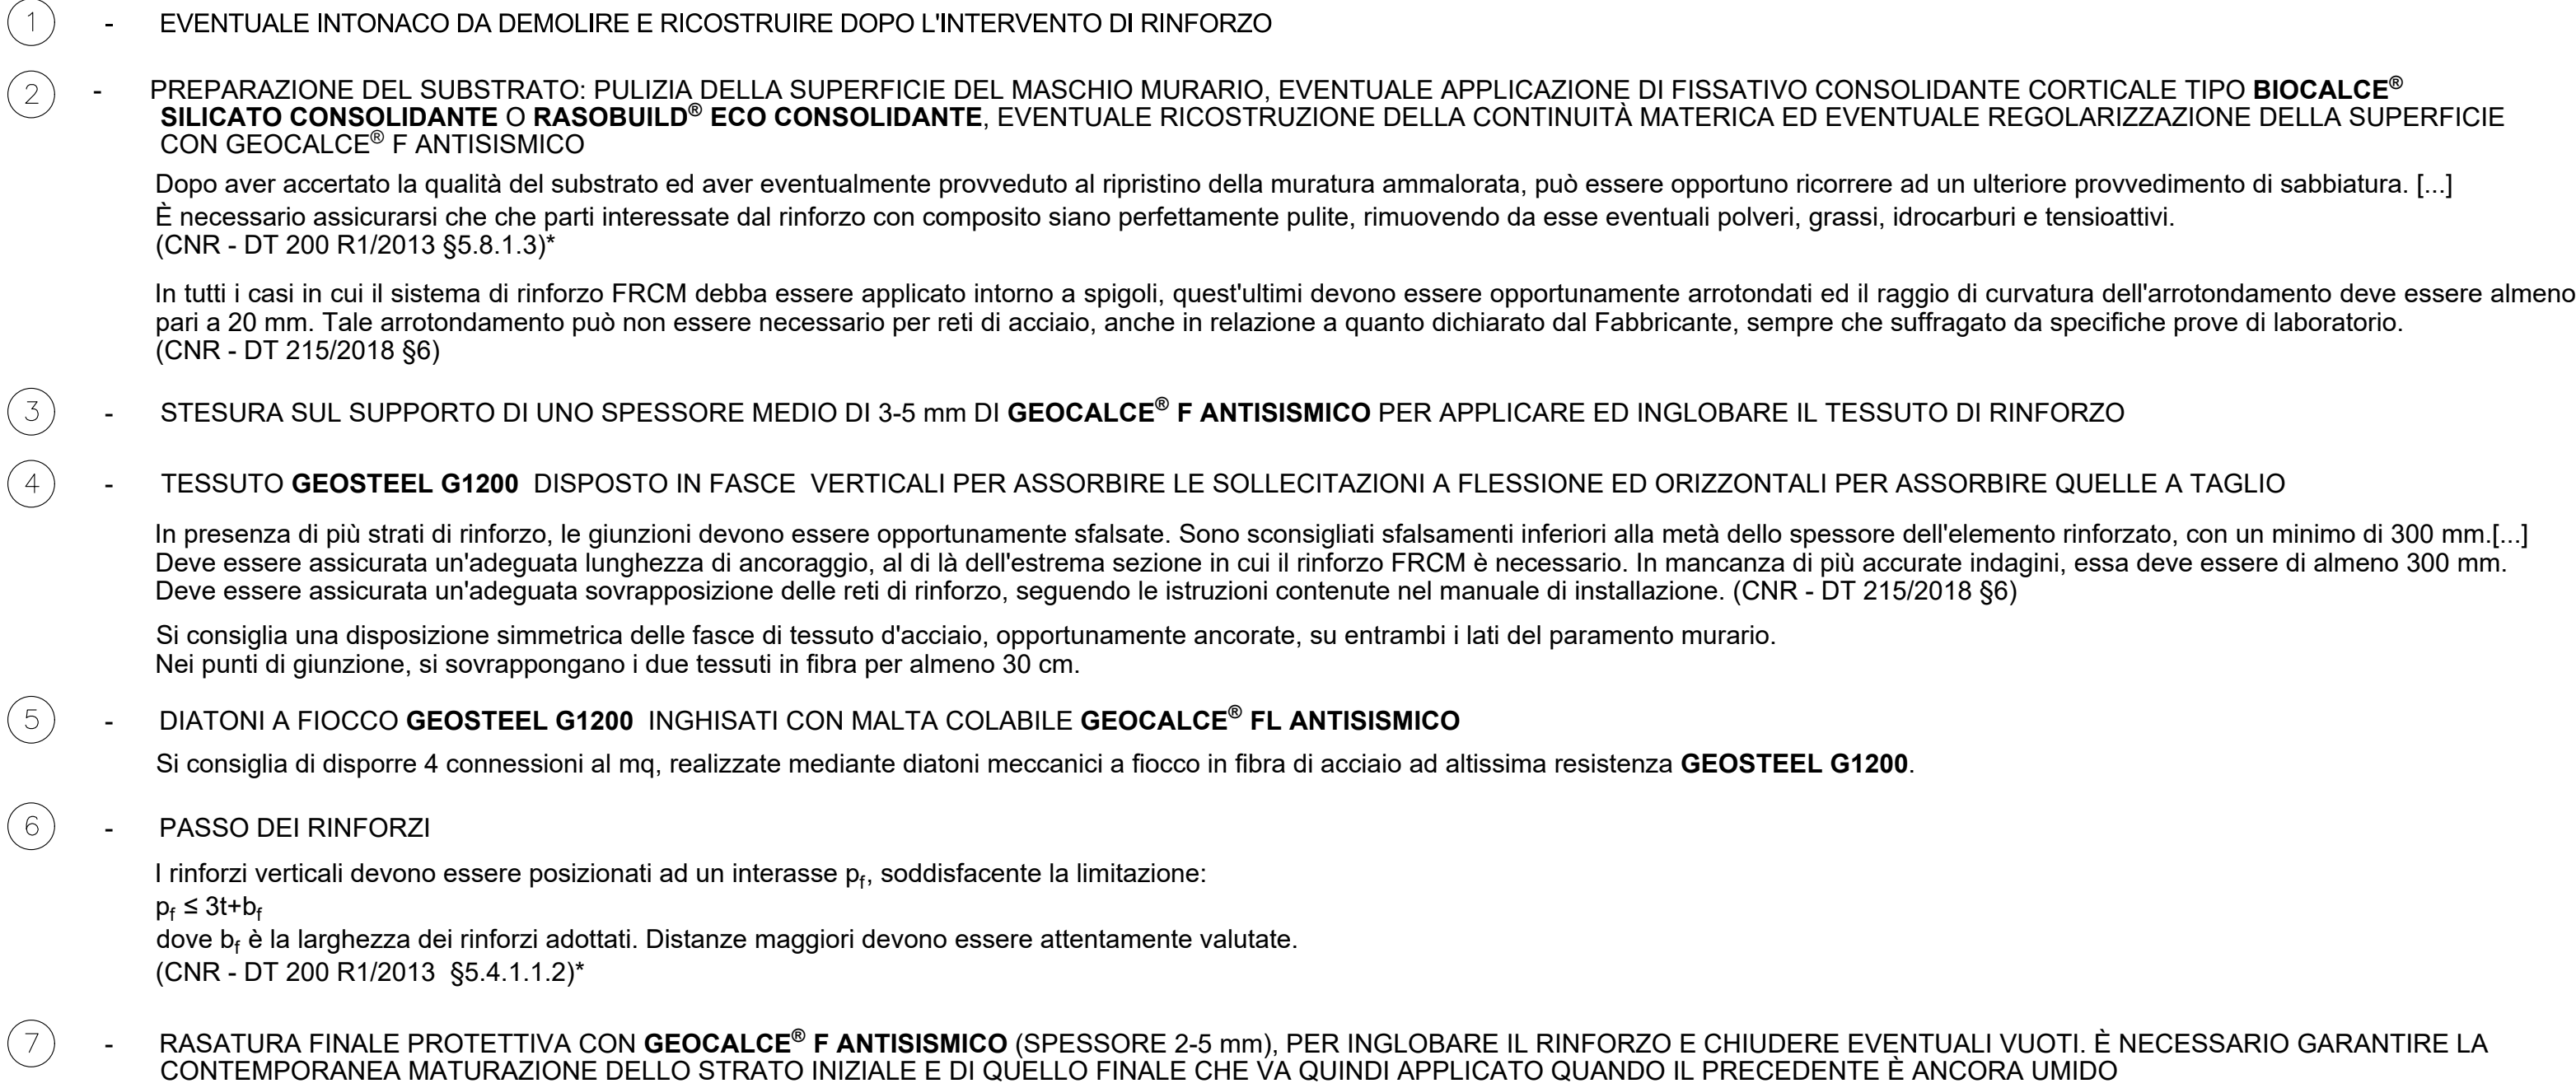 1 - EVENTUALE INTONACO DA DEMOLIRE E RICOSTRUIRE DOPO L'INTERVENTO DI RINFORZO
2 - PREPARAZIONE DEL SUBSTRATO: PULIZIA DELLA SUPERFICIE DEL MASCHIO MURARIO, EVENTUALE APPLICAZIONE DI FISSATIVO CONSOLIDANTE CORTICALE TIPO BIOCALCE®
SILICATO CONSOLIDANTE O RASOBUILD® ECO CONSOLIDANTE, EVENTUALE RICOSTRUZIONE DELLA CONTINUITÀ MATERICA ED EVENTUALE REGOLARIZZAZIONE DELLA SUPERFICIE
CON GEOCALCE® F ANTISISMICO
Dopo aver accertato la qualità del substrato ed aver eventualmente provveduto al ripristino della muratura ammalorata, può essere opportuno ricorrere ad un ulteriore provvedimento di sabbiatura. [...]
È necessario assicurarsi che che parti interessate dal rinforzo con composito siano perfettamente pulite, rimuovendo da esse eventuali polveri, grassi, idrocarburi e tensioattivi.
(CNR - DT 200 R1/2013 §5.8.1.3)*
In tutti i casi in cui il sistema di rinforzo FRCM debba essere applicato intorno a spigoli, quest'ultimi devono essere opportunamente arrotondati ed il raggio di curvatura dell'arrotondamento deve essere almeno
pari a 20 mm. Tale arrotondamento può non essere necessario per reti di acciaio, anche in relazione a quanto dichiarato dal Fabbricante, sempre che suffragato da specifiche prove di laboratorio.
(CNR - DT 215/2018 §6)
3 - STESURA SUL SUPPORTO DI UNO SPESSORE MEDIO DI 3-5 mm DI GEOCALCE® F ANTISISMICO PER APPLICARE ED INGLOBARE IL TESSUTO DI RINFORZO
4 - TESSUTO GEOSTEEL G1200 DISPOSTO IN FASCE VERTICALI PER ASSORBIRE LE SOLLECITAZIONI A FLESSIONE ED ORIZZONTALI PER ASSORBIRE QUELLE A TAGLIO
In presenza di più strati di rinforzo, le giunzioni devono essere opportunamente sfalsate. Sono sconsigliati sfalsamenti inferiori alla metà dello spessore dell'elemento rinforzato, con un minimo di 300 mm.[...]
Deve essere assicurata un'adeguata lunghezza di ancoraggio, al di là dell'estrema sezione in cui il rinforzo FRCM è necessario. In mancanza di più accurate indagini, essa deve essere di almeno 300 mm.
Deve essere assicurata un'adeguata sovrapposizione delle reti di rinforzo, seguendo le istruzioni contenute nel manuale di installazione. (CNR - DT 215/2018 §6)
Si consiglia una disposizione simmetrica delle fasce di tessuto d'acciaio, opportunamente ancorate, su entrambi i lati del paramento murario.
Nei punti di giunzione, si sovrappongano i due tessuti in fibra per almeno 30 cm.
5 - DIATONI A FIOCCO GEOSTEEL G1200 INGHISATI CON MALTA COLABILE GEOCALCE® FL ANTISISMICO
Si consiglia di disporre 4 connessioni al mq, realizzate mediante diatoni meccanici a fiocco in fibra di acciaio ad altissima resistenza GEOSTEEL G1200.
6 - PASSO DEI RINFORZI
I rinforzi verticali devono essere posizionati ad un interasse pf, soddisfacente la limitazione:
pf ≤ 3t+bf
dove bf è la larghezza dei rinforzi adottati. Distanze maggiori devono essere attentamente valutate.
(CNR - DT 200 R1/2013 §5.4.1.1.2)*
7 - RASATURA FINALE PROTETTIVA CON GEOCALCE® F ANTISISMICO (SPESSORE 2-5 mm), PER INGLOBARE IL RINFORZO E CHIUDERE EVENTUALI VUOTI. È NECESSARIO GARANTIRE LA
CONTEMPORANEA MATURAZIONE DELLO STRATO INIZIALE E DI QUELLO FINALE CHE VA QUINDI APPLICATO QUANDO IL PRECEDENTE È ANCORA UMIDO